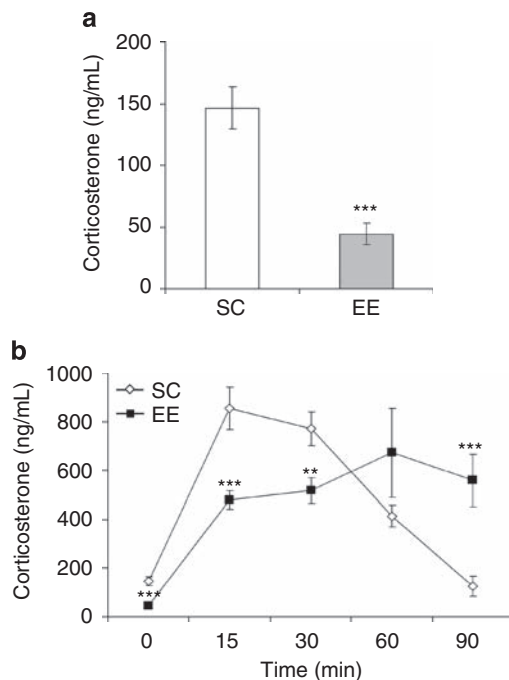 a
Corticosterone (ng/mL)
200
150
100
50
0
***
SC
EE
b
Corticosterone (ng/mL)
1000
800
600
400
200
0
SC
EE
***
***
**
***
0
15
30
60
90
Time (min)